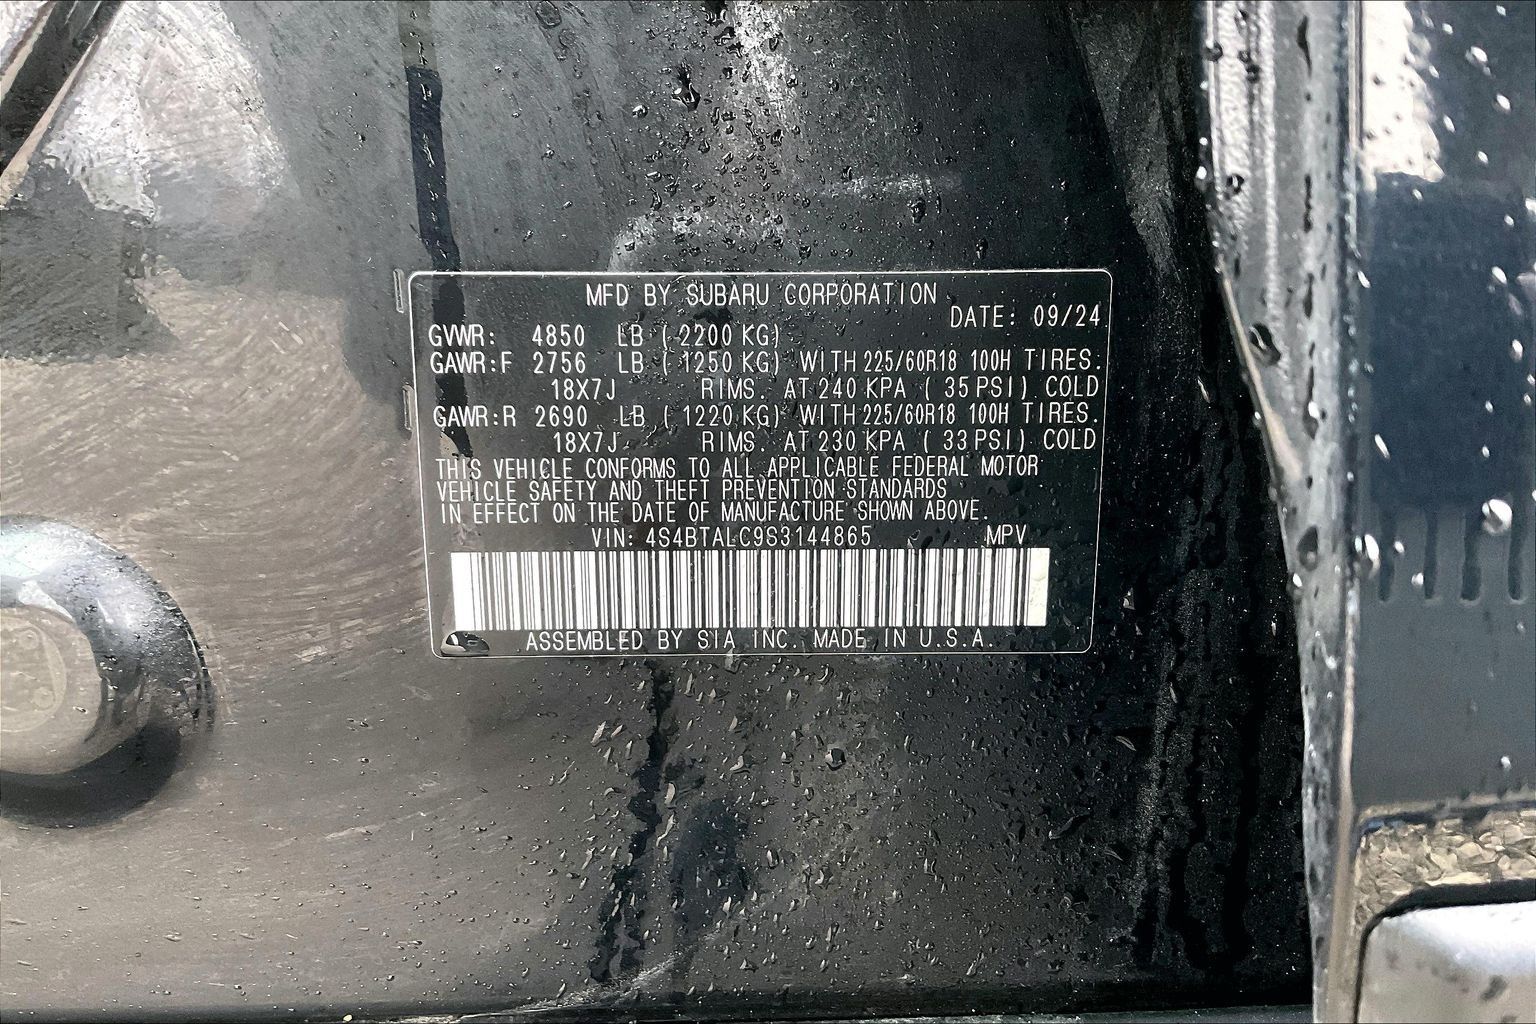 MFD BY SUBARU CORPORATION
DATE: 09/24
GVWR: 4850 LB ( 2200 KG)
GAWR:F 2756 LB ( 1250 KG) WITH 225/60R18 100H TIRES.
18X7J RIMS. AT 240 KPA ( 35 PSI) COLD
GAWR:R 2690 LB ( 1220 KG) WITH 225/60R18 100H TIRES.
18X7J RIMS. AT 230 KPA ( 33 PSI) COLD
THIS VEHICLE CONFORMS TO ALL APPLICABLE FEDERAL MOTOR
VEHICLE SAFETY AND THEFT PREVENTION STANDARDS
IN EFFECT ON THE DATE OF MANUFACTURE SHOWN ABOVE.
VIN: 4S4BTALC9S3144865 MPV
ASSEMBLED BY SIA INC. MADE IN U.S.A.